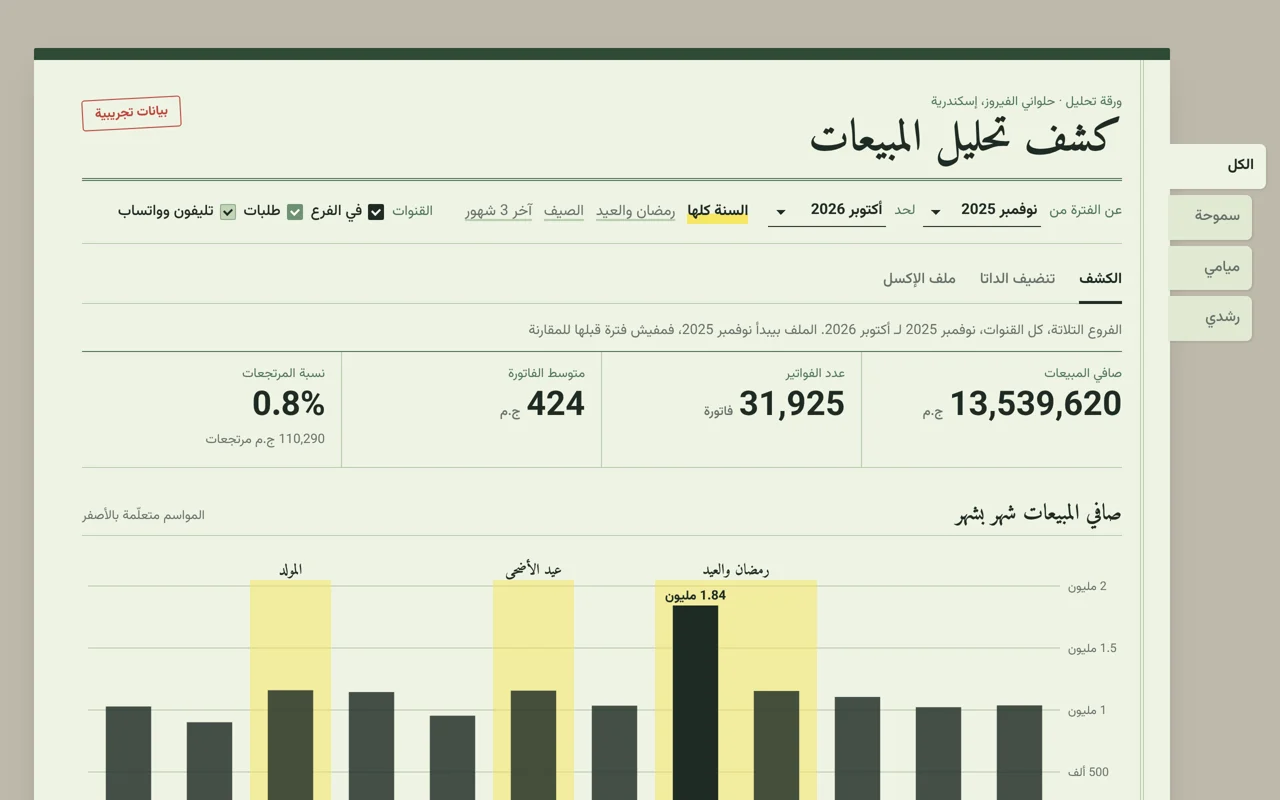 ورقة تحليل · حلواني الفيروز، إسكندرية
كشف تحليل المبيعات
بيانات تجريبية
الكل
سموحة
ميامي
رشدي
عن الفترة من نوفمبر 2025 لحد أكتوبر 2026 السنة كلها رمضان والعيد الصيف آخر 3 شهور القنوات في الفرع طلبات تليفون وواتساب
الكشف تنضيف الداتا ملف الإكسل
الفروع التلاتة، كل القنوات، نوفمبر 2025 لـ أكتوبر 2026. الملف بيبدأ نوفمبر 2025، فمفيش فترة قبلها للمقارنة
صافي المبيعات
13,539,620 ج.م
عدد الفواتير
31,925 فاتورة
متوسط الفاتورة
424 ج.م
نسبة المرتجعات
0.8%
110,290 ج.م مرتجعات
صافي المبيعات شهر بشهر
المواسم متعلّمة بالأصفر
رمضان والعيد
عيد الأضحى
المولد
2 مليون
1.84 مليون
1.5 مليون
1 مليون
500 ألف